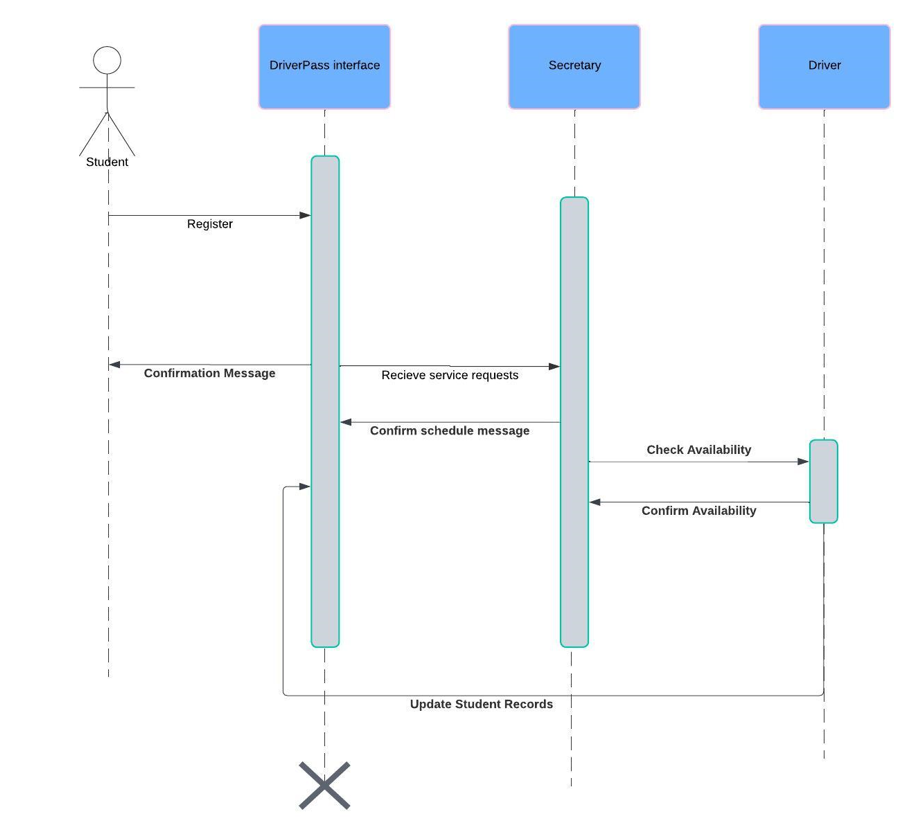 DriverPass interface
Secretary
Driver
Student
Register
Confirmation Message
Recieve service requests
Confirm schedule message
Check Availability
Confirm Availability
Update Student Records